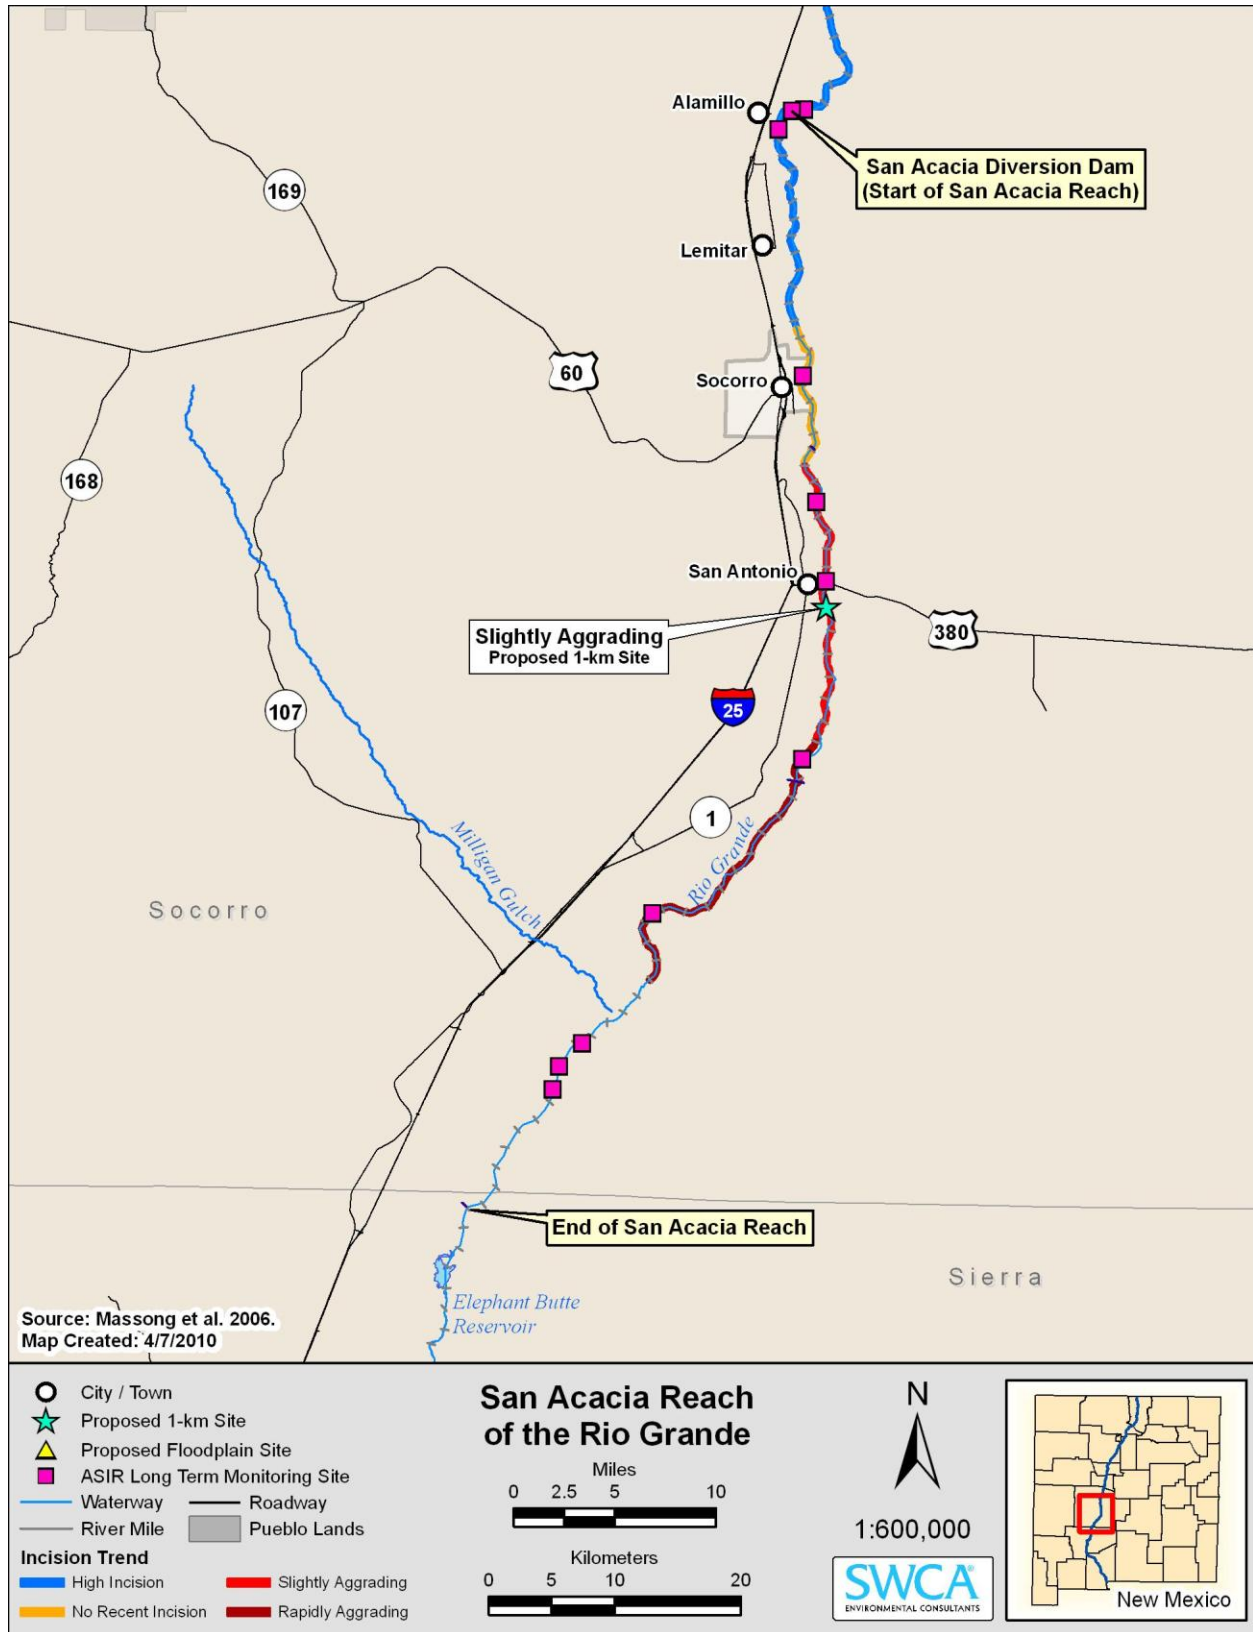 Alamillo
San Acacia Diversion Dam
(Start of San Acacia Reach)
169
Lemitar
60
Socorro
168
San Antonio
Slightly Aggrading
Proposed 1-km Site
380
107
25
1
Rio Grande
Milligan Gulch
Socorro
End of San Acacia Reach
Sierra
Elephant Butte
Reservoir
Source: Massong et al. 2006.
Map Created: 4/7/2010
City / Town
Proposed 1-km Site
Proposed Floodplain Site
ASIR Long Term Monitoring Site
Waterway Roadway
River Mile Pueblo Lands
Incision Trend
High Incision Slightly Aggrading
No Recent Incision Rapidly Aggrading
San Acacia Reach
of the Rio Grande
Miles
0 2.5 5 10
Kilometers
0 5 10 20
N
1:600,000
SWCA
ENVIRONMENTAL CONSULTANTS
New Mexico